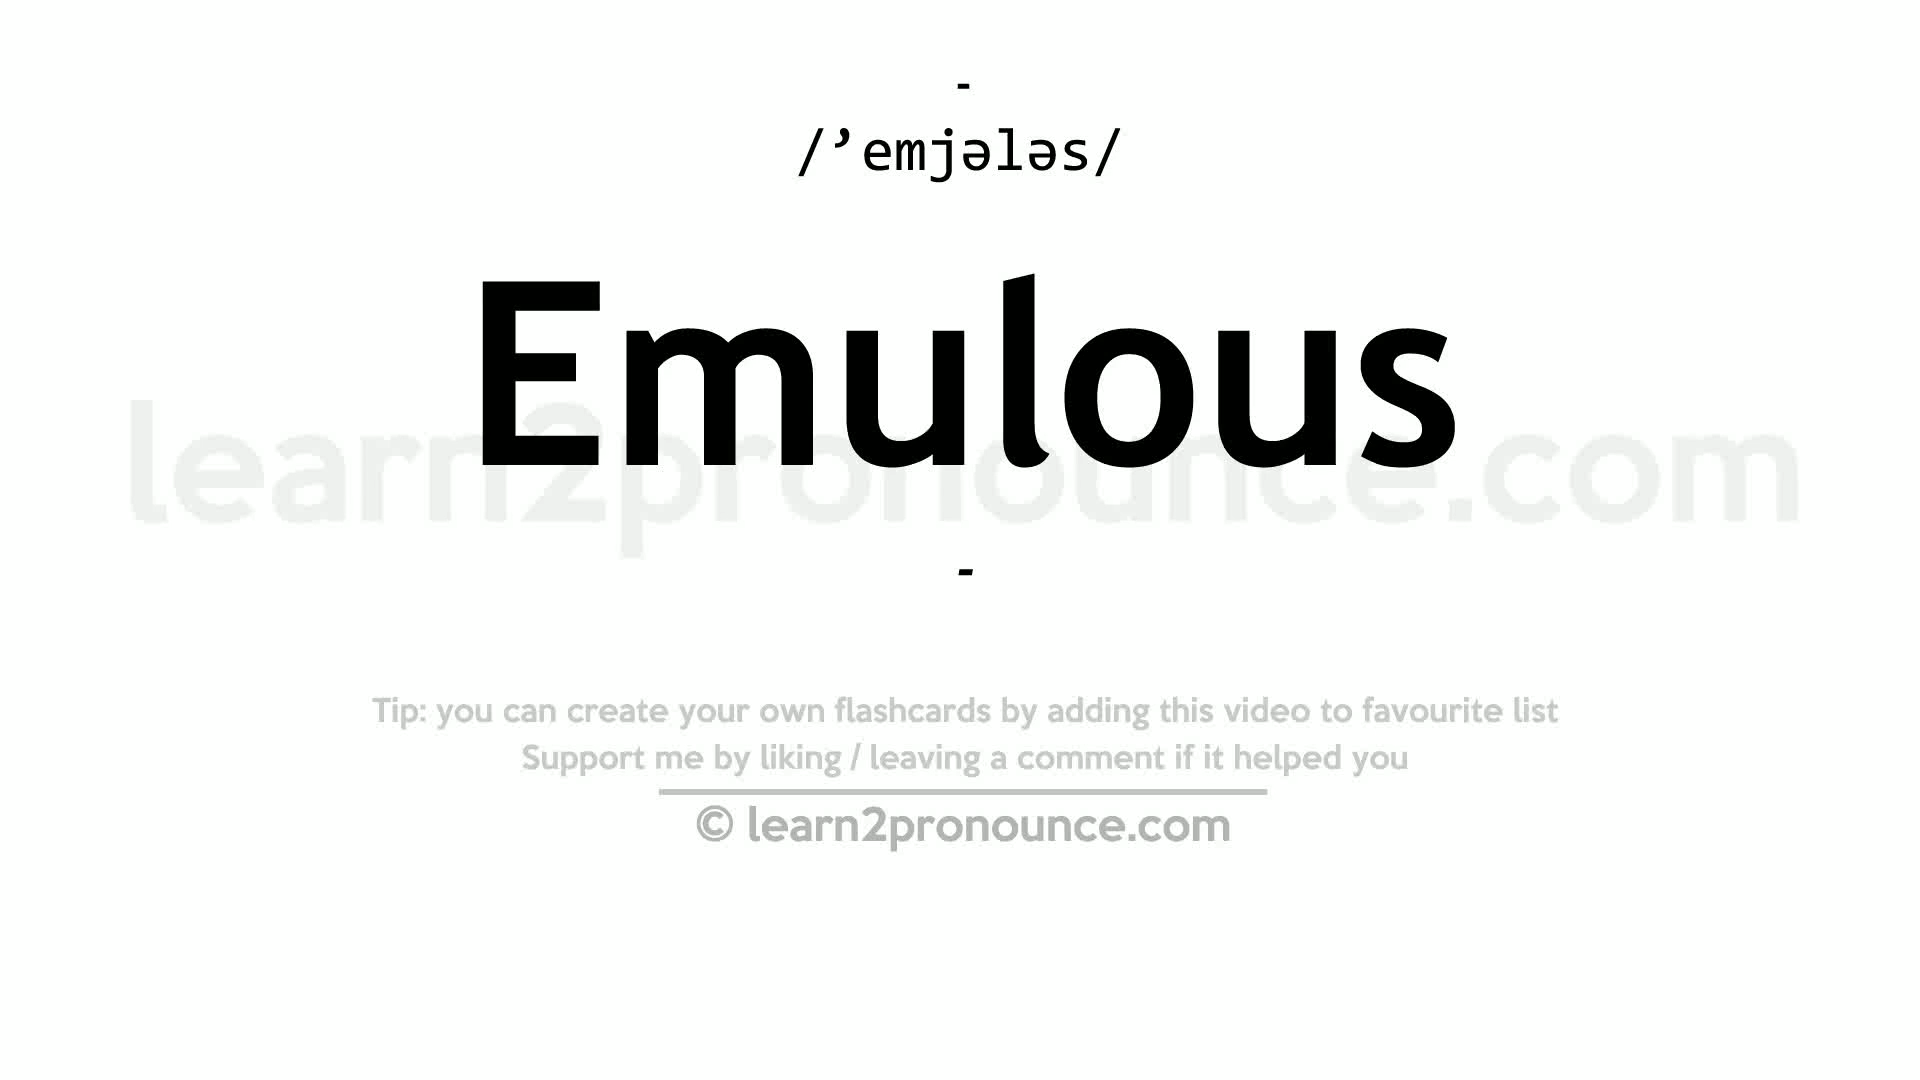 -
/’emjələs/
Emulous
learn2pronounce.com
-
Tip: you can create your own flashcards by adding this video to favourite list
Support me by liking / leaving a comment if it helped you
© learn2pronounce.com